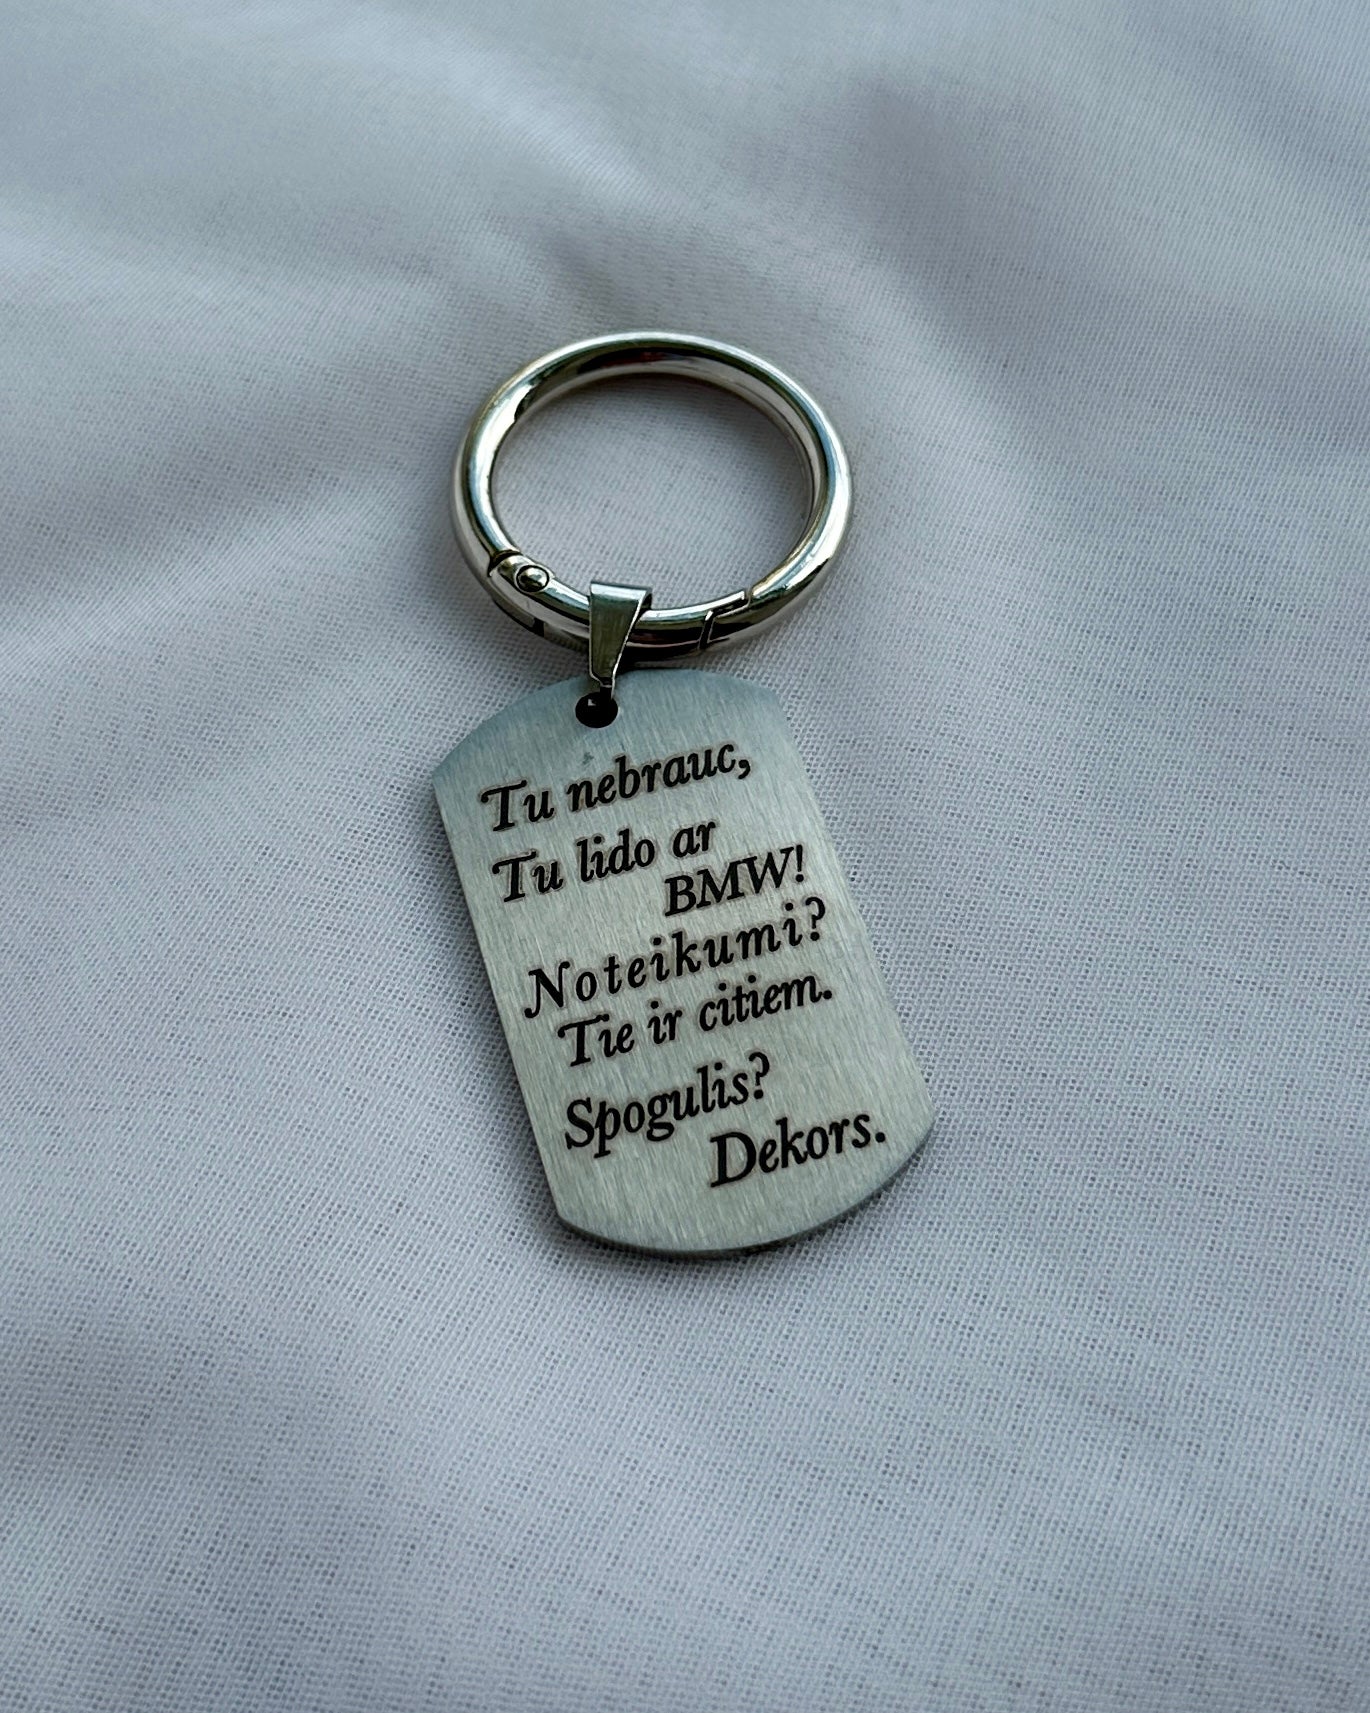 Tu nebrauc,
Tu lido ar
BMW!
Noteikumi?
Tie ir citiem.
Spogulis?
Dekors.